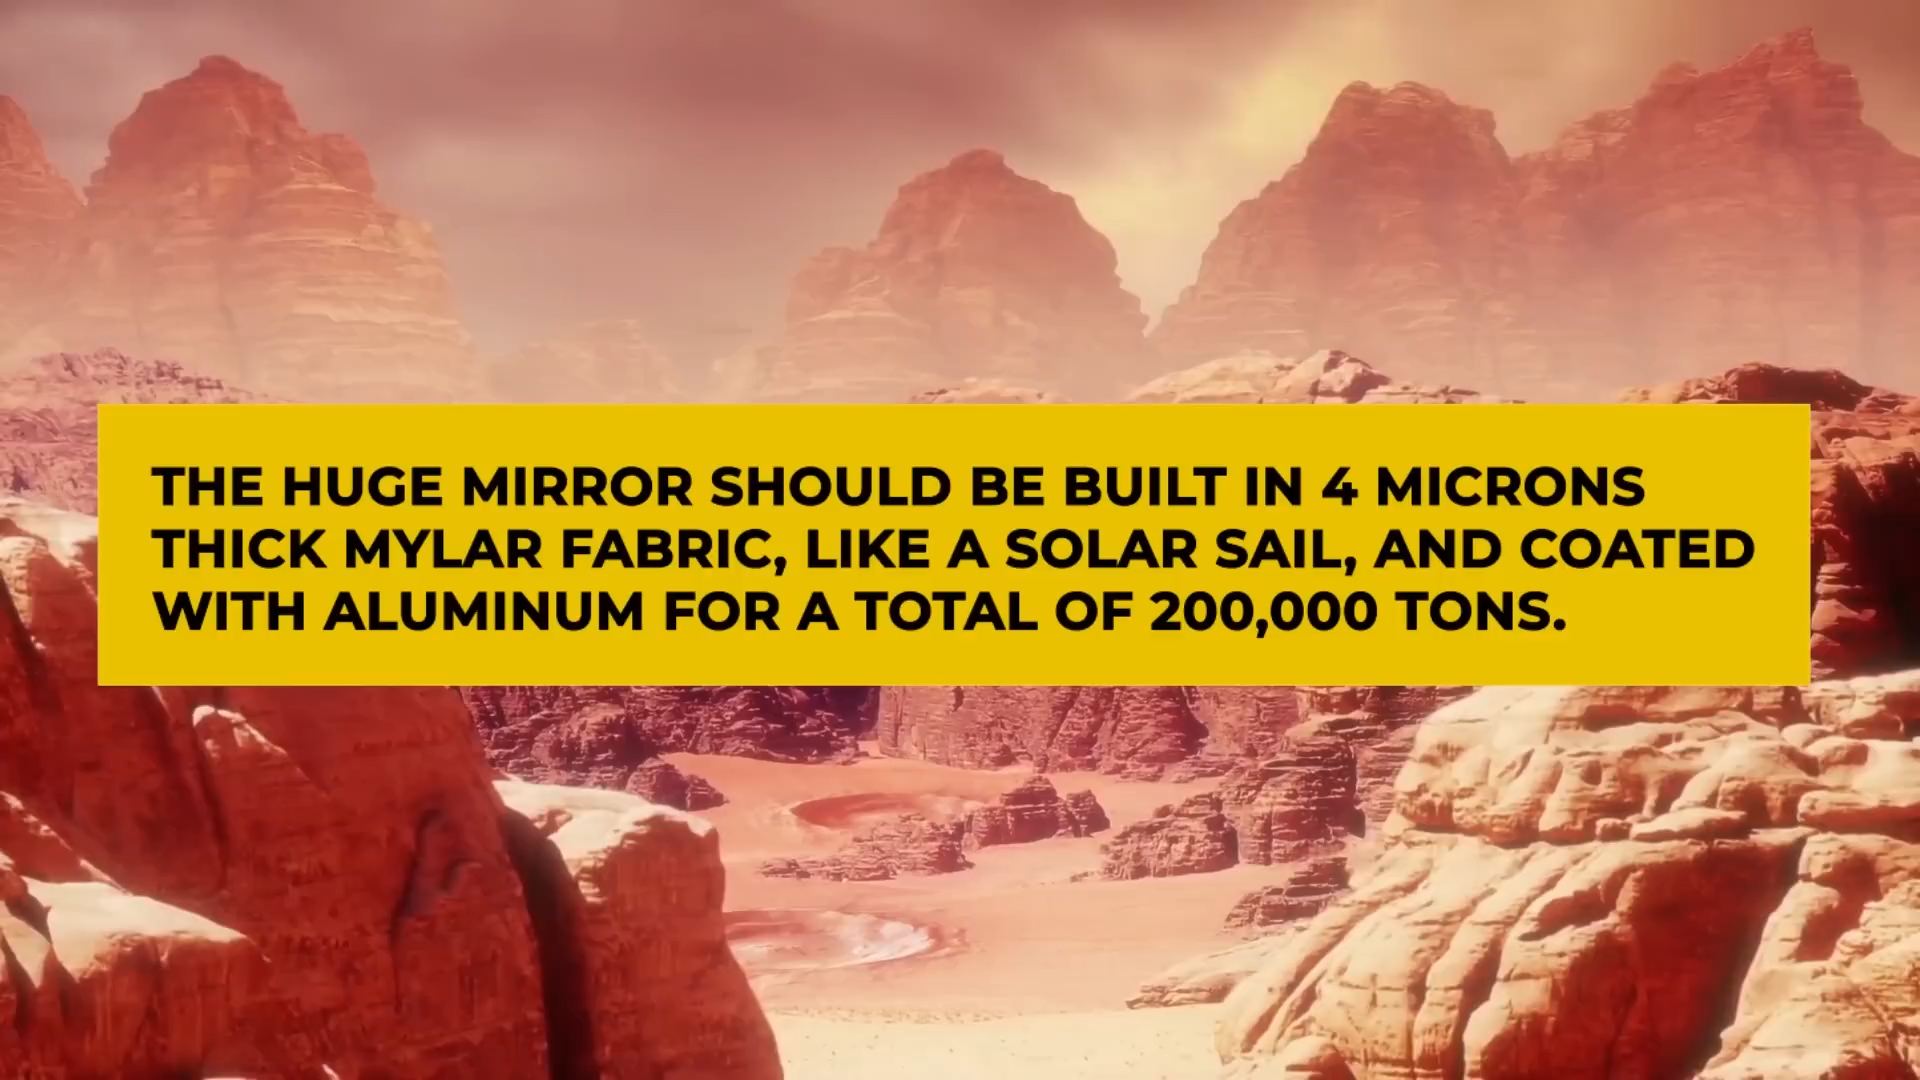 THE HUGE MIRROR SHOULD BE BUILT IN 4 MICRONS
THICK MYLAR FABRIC, LIKE A SOLAR SAIL, AND COATED
WITH ALUMINUM FOR A TOTAL OF 200,000 TONS.